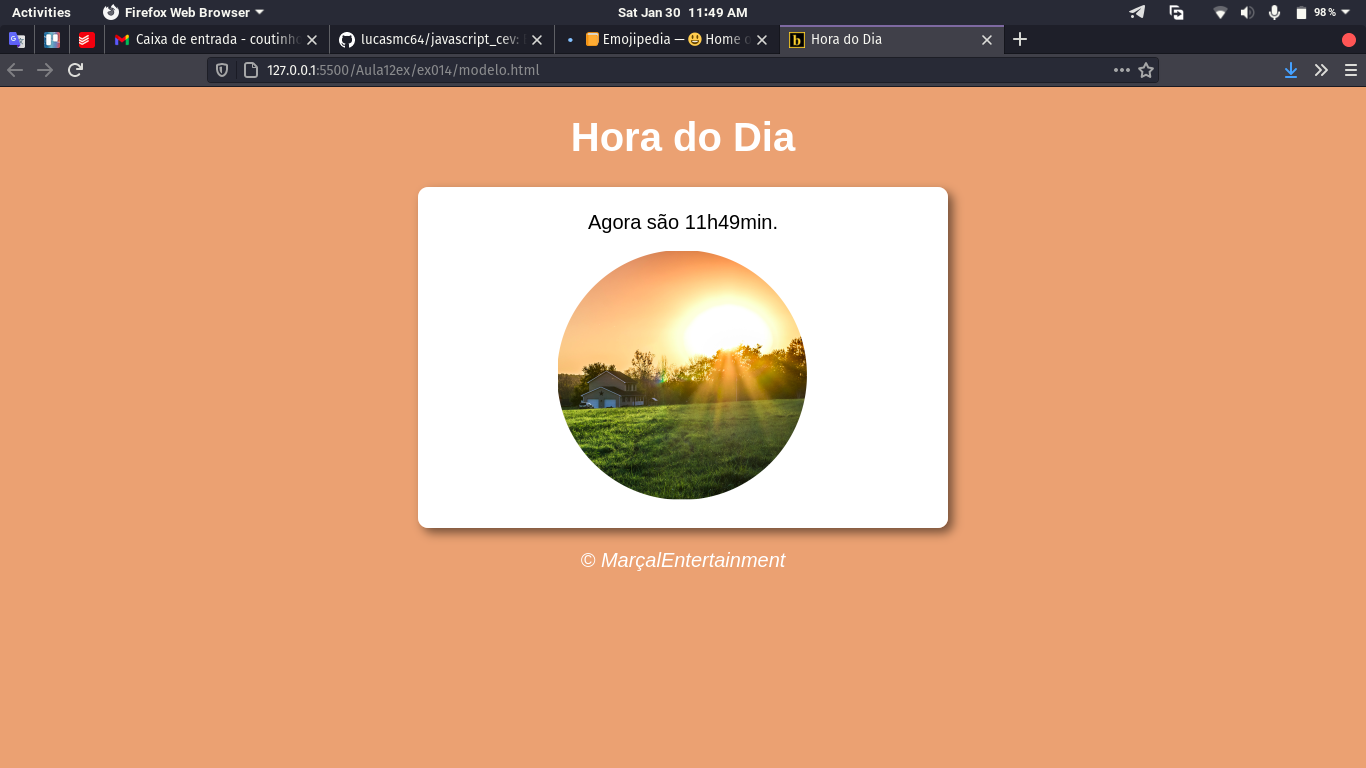 Activities Firefox Web Browser Sat Jan 30 11:49 AM 98%
Caixa de entrada - coutinho lucasmc64/javascript_cev: Emojipedia — 😃 Home o b Hora do Dia
127.0.0.1:5500/Aula12ex/ex014/modelo.html
Hora do Dia
Agora são 11h49min.
© MarçalEntertainment